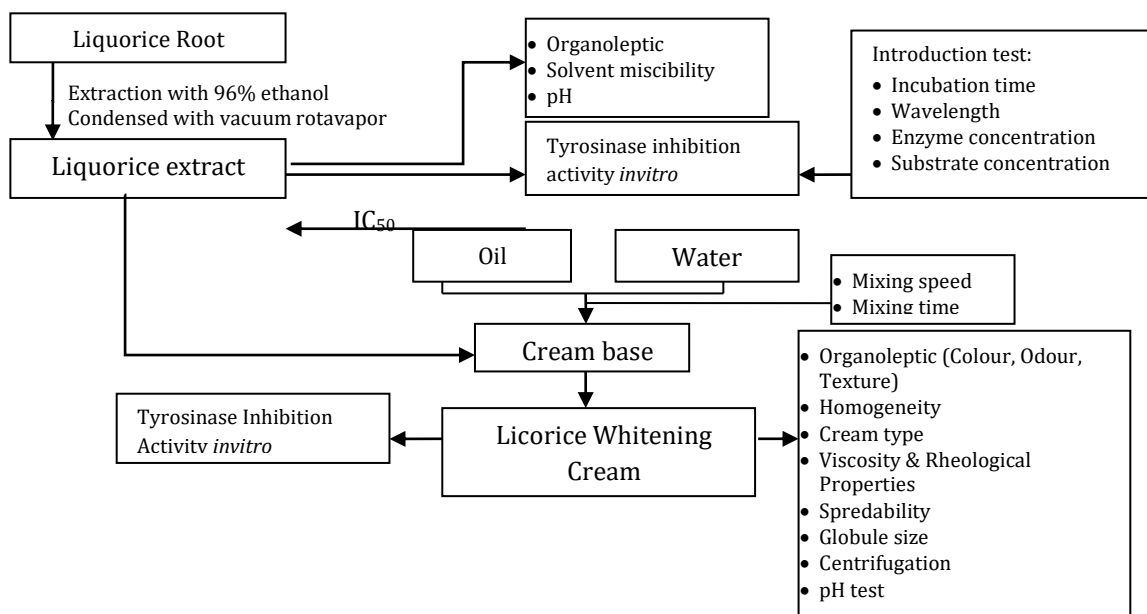 Liquorice Root
Extraction with 96% ethanol
Condensed with vacuum rotavapor
Liquorice extract
• Organoleptic
• Solvent miscibility
• pH
Tyrosinase inhibition
activity invitro
Introduction test:
• Incubation time
• Wavelength
• Enzyme concentration
• Substrate concentration
IC50
Oil
Water
• Mixing speed
• Mixing time
Cream base
Licorice Whitening
Cream
Tyrosinase Inhibition
Activity invitro
• Organoleptic (Colour, Odour,
Texture)
• Homogeneity
• Cream type
• Viscosity & Rheological
Properties
• Spredability
• Globule size
• Centrifugation
• pH test